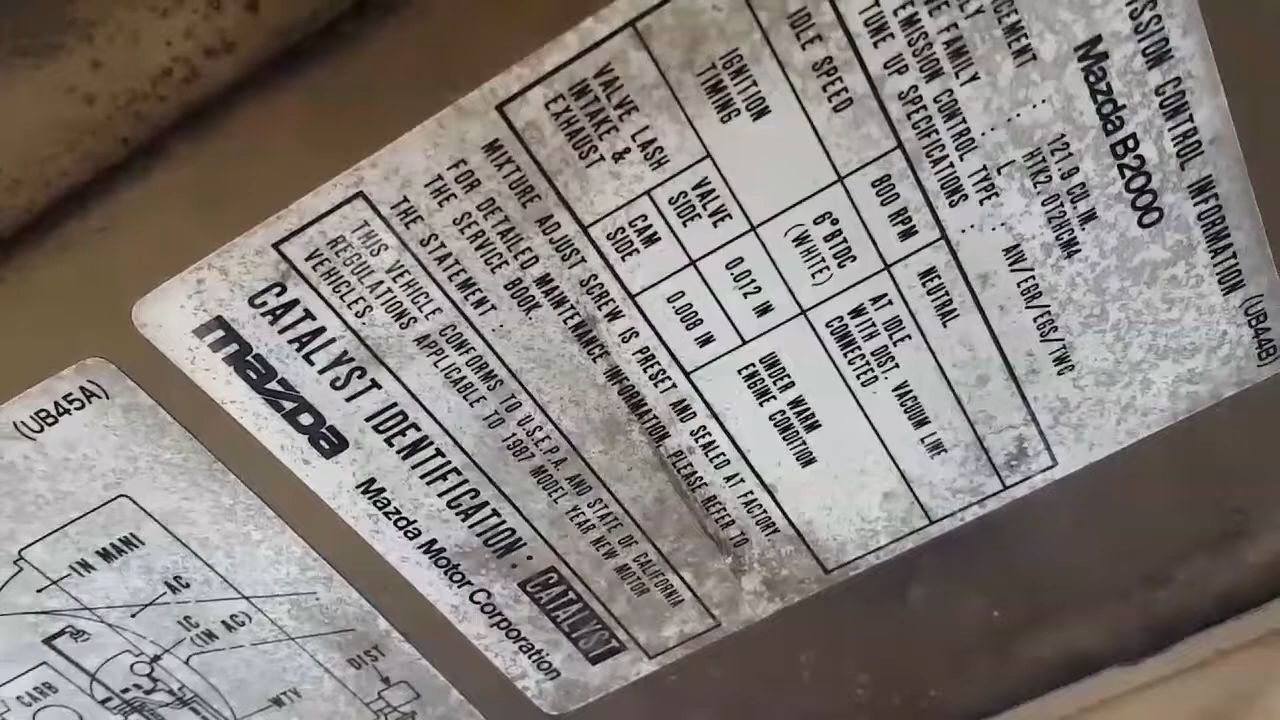 SSION CONTROL INFORMATION (UB4B)
Mazda B2000
CEMENT : 121.9 CU. IN.
E FAMILY : HTK2.0T2HCM4
EMISSION CONTROL TYPE : AIV/EGR/EGS/TWC
TUNE UP SPECIFICATIONS
IDLE SPEED 800 RPM NEUTRAL
IGNITION TIMING 6°BTDC (WHITE) AT IDLE WITH DIST. VACUUM LINE CONNECTED.
VALVE LASH INTAKE & EXHAUST
VALVE SIDE 0.012 IN
CAM SIDE 0.008 IN
UNDER WARM ENGINE CONDITION
MIXTURE ADJUST SCREW IS PRESET AND SEALED AT FACTORY.
FOR DETAILED MAINTENANCE INFORMATION, PLEASE REFER TO
THE SERVICE BOOK.
THE STATEMENT:
THIS VEHICLE CONFORMS TO U.S.E.P.A. AND STATE OF CALIFORNIA
REGULATIONS APPLICABLE TO 1987 MODEL YEAR NEW MOTOR
VEHICLES.
CATALYST IDENTIFICATION: CATALYST
mazda Mazda Motor Corporation
(UB45A)
IN MANI
AC
IC
(IN AC)
DIST
CARB
WTV